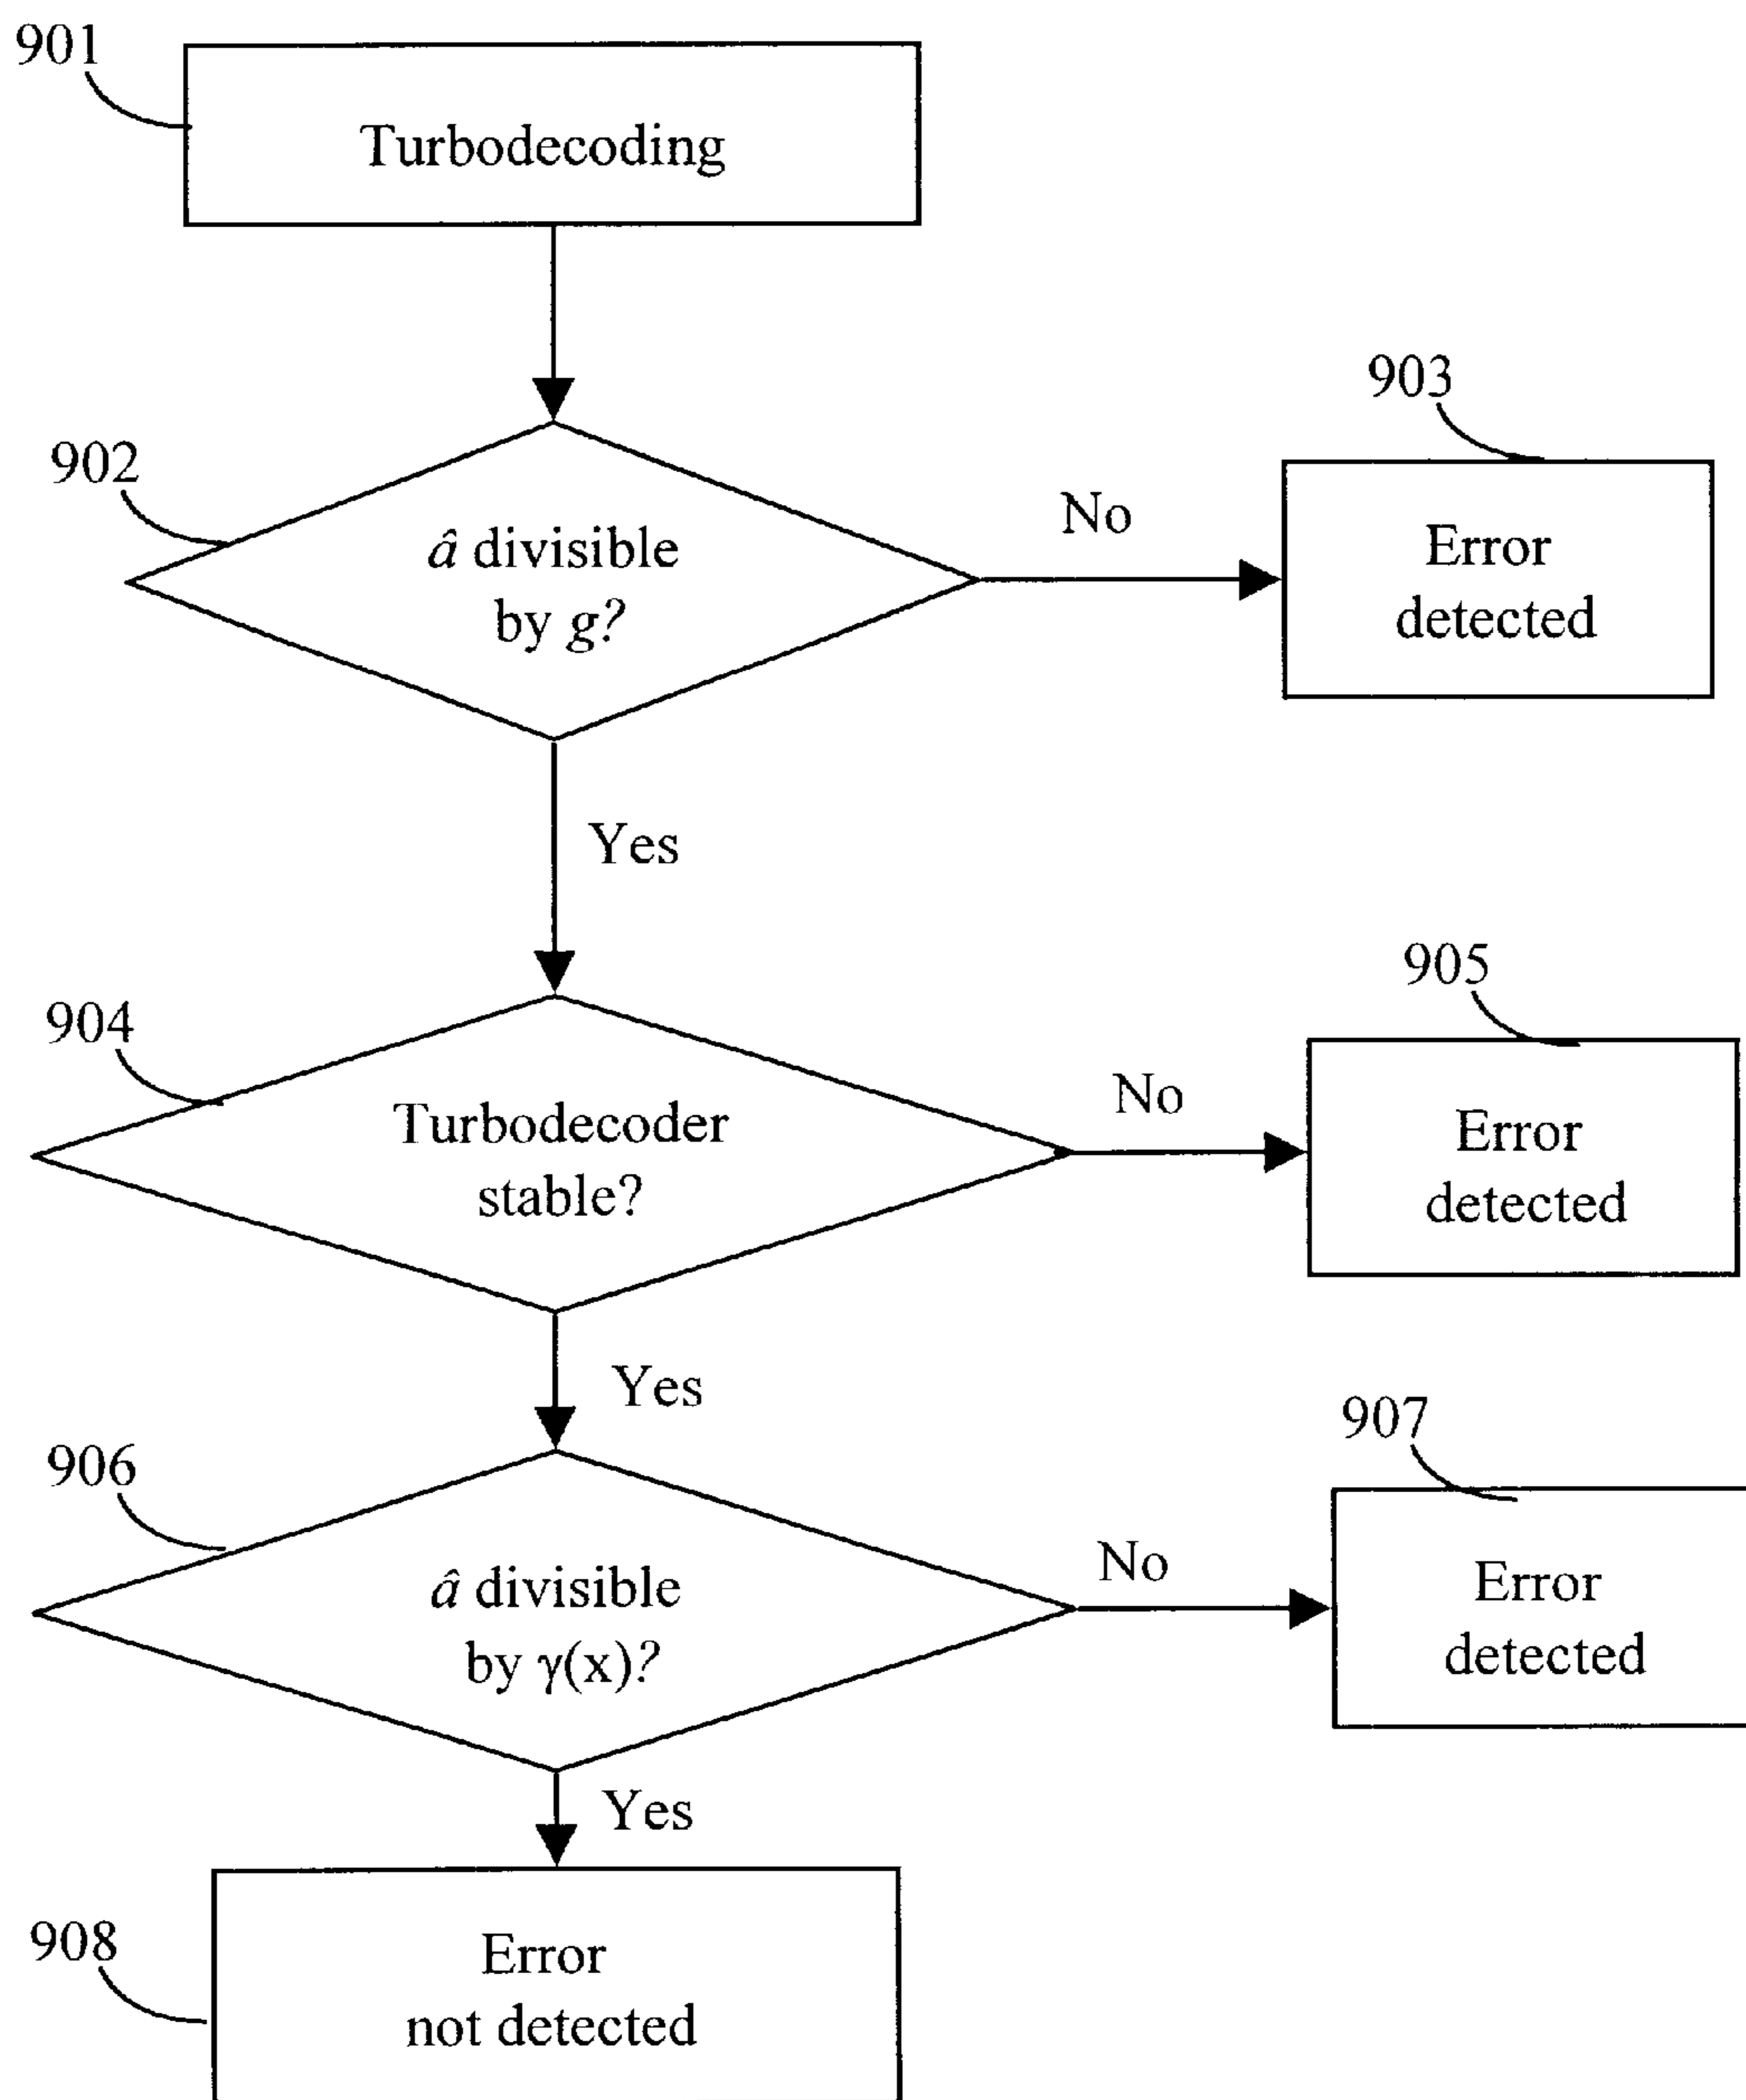 901
Turbodecoding
902
â divisible
by g?
No
903
Error
detected
Yes
904
Turbodecoder
stable?
No
905
Error
detected
Yes
906
â divisible
by γ(x)?
No
907
Error
detected
Yes
908
Error
not detected